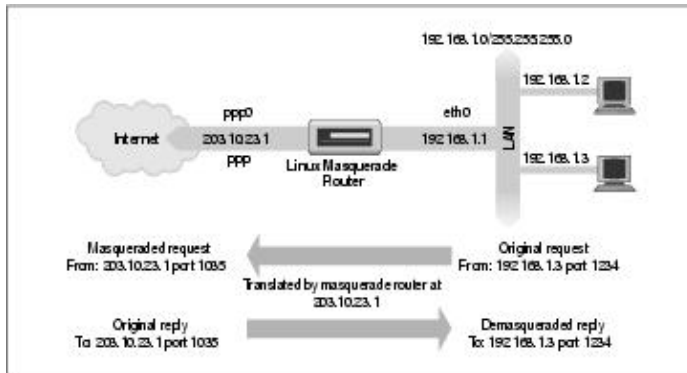 192.168.1.0/255.255.255.0
192.168.1.2
ppp0
eth0
Internet
203.10.23.1
192.168.1.1
LAN
PPP
Linux Masquerade
Router
192.168.1.3
Masqueraded request
From: 203.10.23.1 port 1035
Original request
From: 192.168.1.3 port 1234
Translated by masquerade router at
203.10.23.1
Original reply
To: 203.10.23.1 port 1035
Demasqueraded reply
To: 192.168.1.3 port 1234